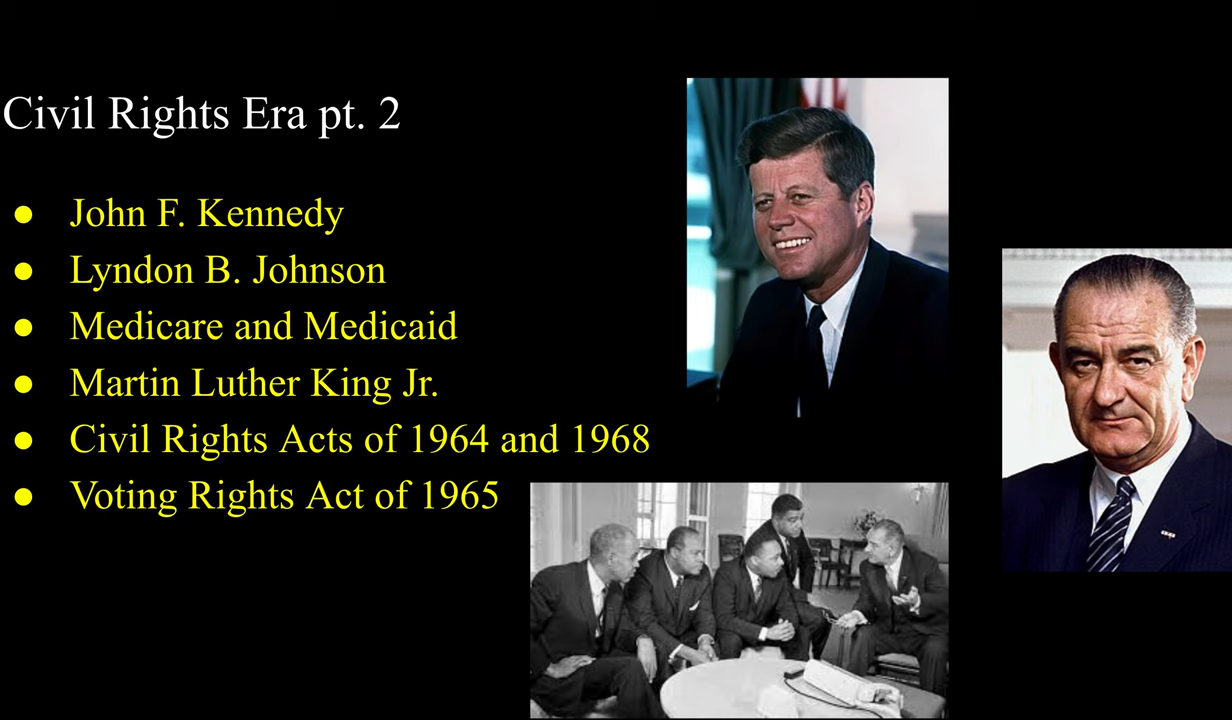 Civil Rights Era pt. 2
● John F. Kennedy
● Lyndon B. Johnson
● Medicare and Medicaid
● Martin Luther King Jr.
● Civil Rights Acts of 1964 and 1968
● Voting Rights Act of 1965